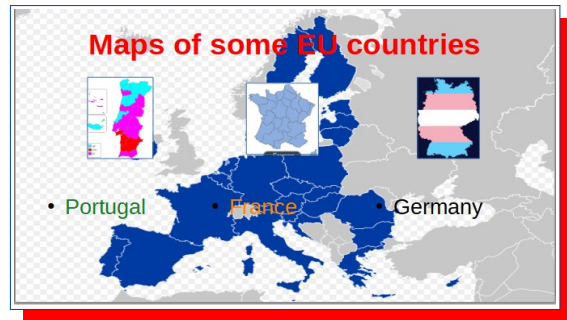 Maps of some EU countries
• Portugal
• France
• Germany